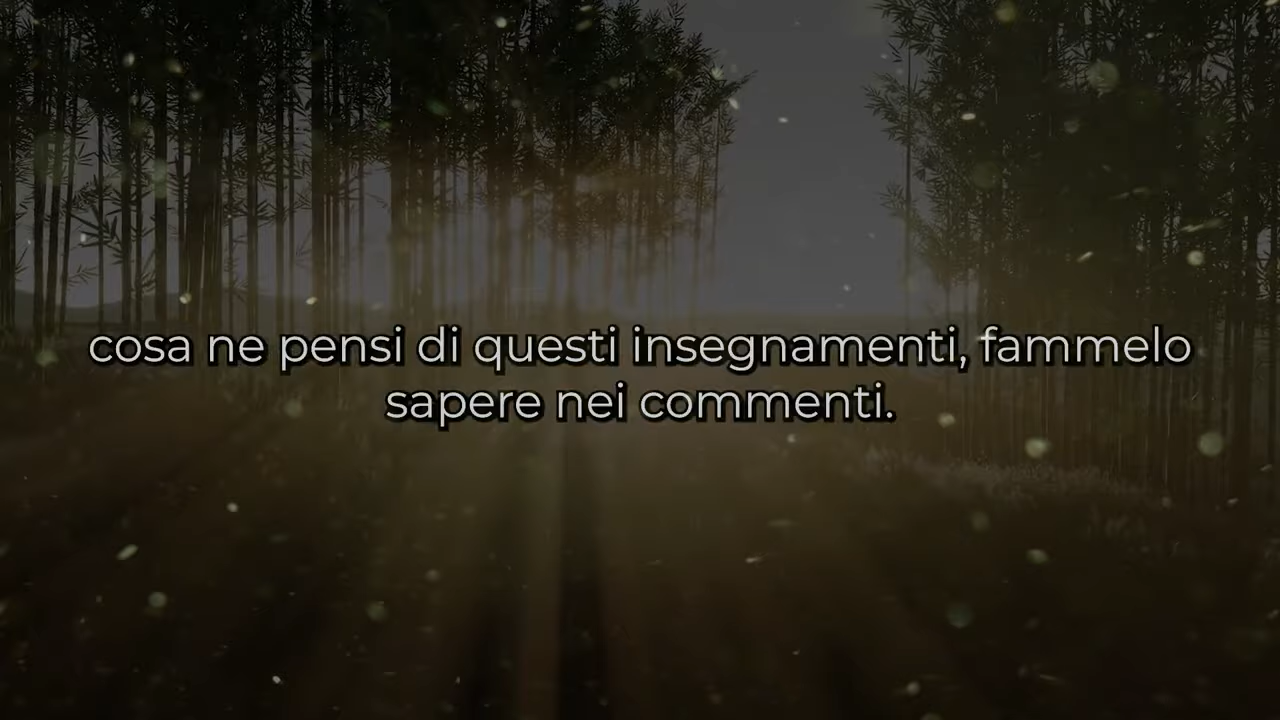 cosa ne pensi di questi insegnamenti, fammelo
sapere nei commenti.